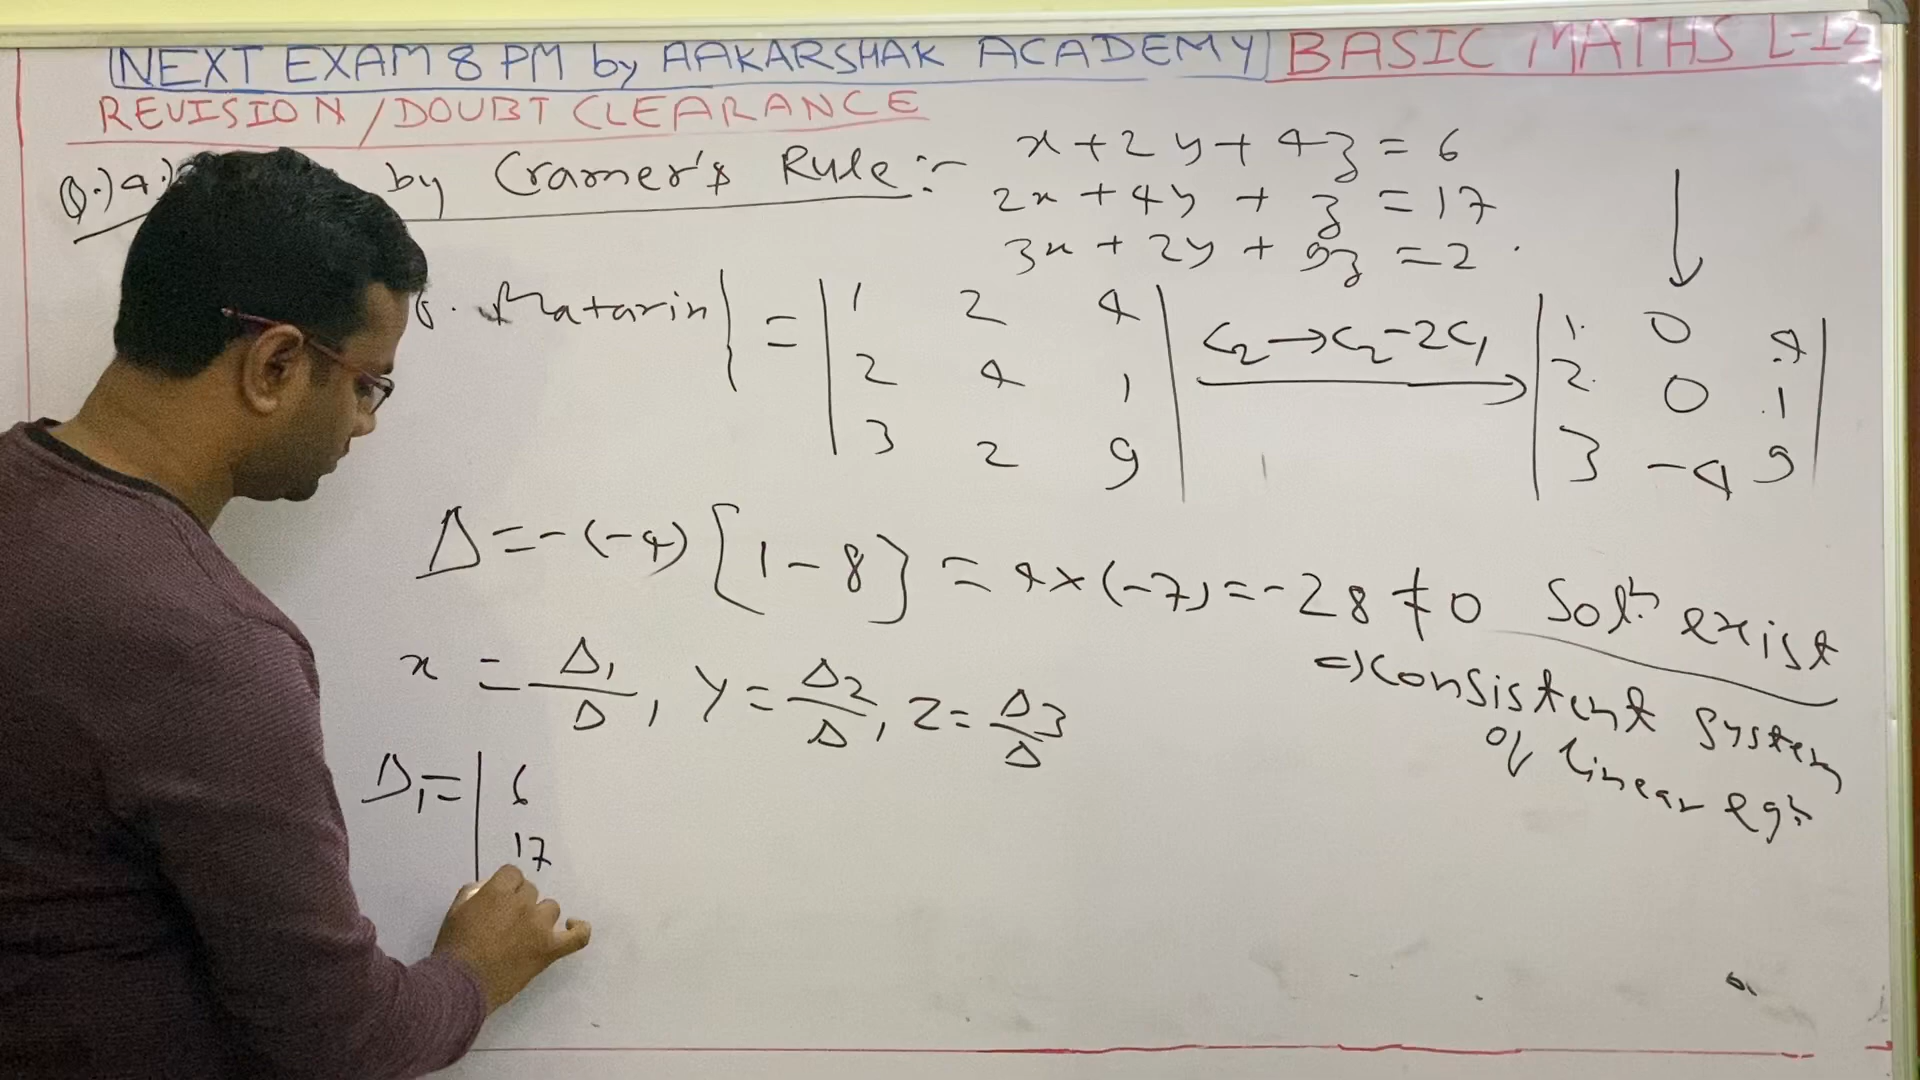 NEXT EXAM 8 PM by AAKARSHAK ACADEMY BASIC MATHS L-12
REVISION/DOUBT CLEARANCE
Q.) 4.) by Cramer's Rule :-
x + 2y + 4z = 6
2x + 4y + z = 17
3x + 2y + 9z = 2
| = | 1 2 4 | C2→C2-2C1 | 1 0 4 |
2 4 1 2 0 1
3 2 9 3 -4 9
Δ = -(-4) [1-8] = 4×(-7) = -28 ≠ 0 Solⁿ exist
⇒ consistent system
of linear eqn
x = Δ1/Δ, y = Δ2/Δ, z = Δ3/Δ
Δ1 = | 6
17